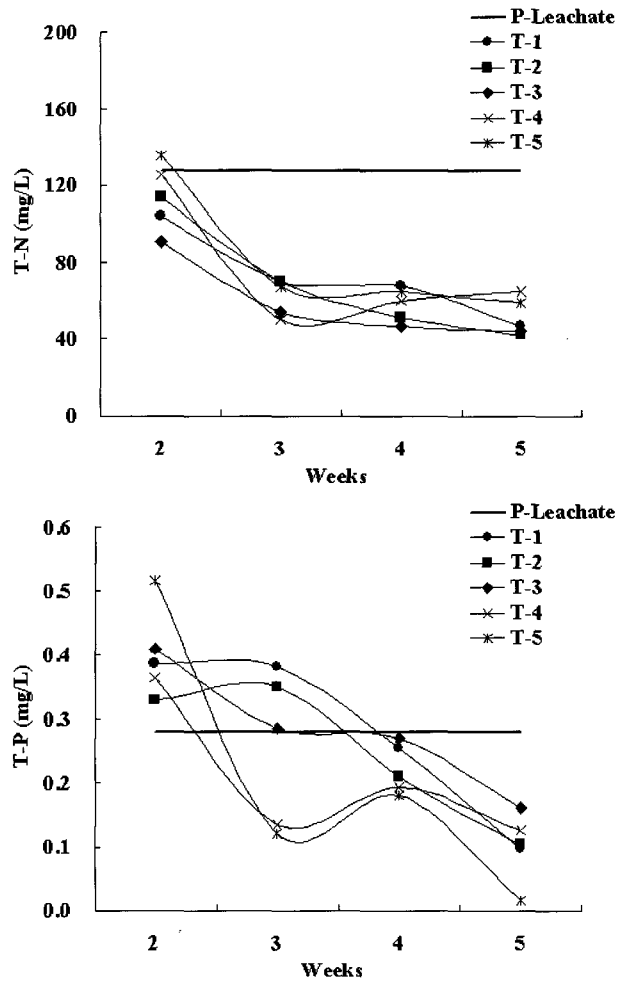 200
160
120
80
40
0
T-N (mg/L)
P-Leachate
T-1
T-2
T-3
T-4
T-5
2 3 4 5
Weeks
0.6
0.5
0.4
0.3
0.2
0.1
0.0
T-P (mg/L)
P-Leachate
T-1
T-2
T-3
T-4
T-5
2 3 4 5
Weeks